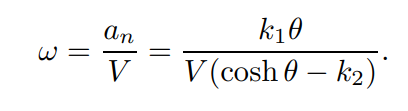 ω = a_n / V = k_1 θ / V(cosh θ − k_2) .